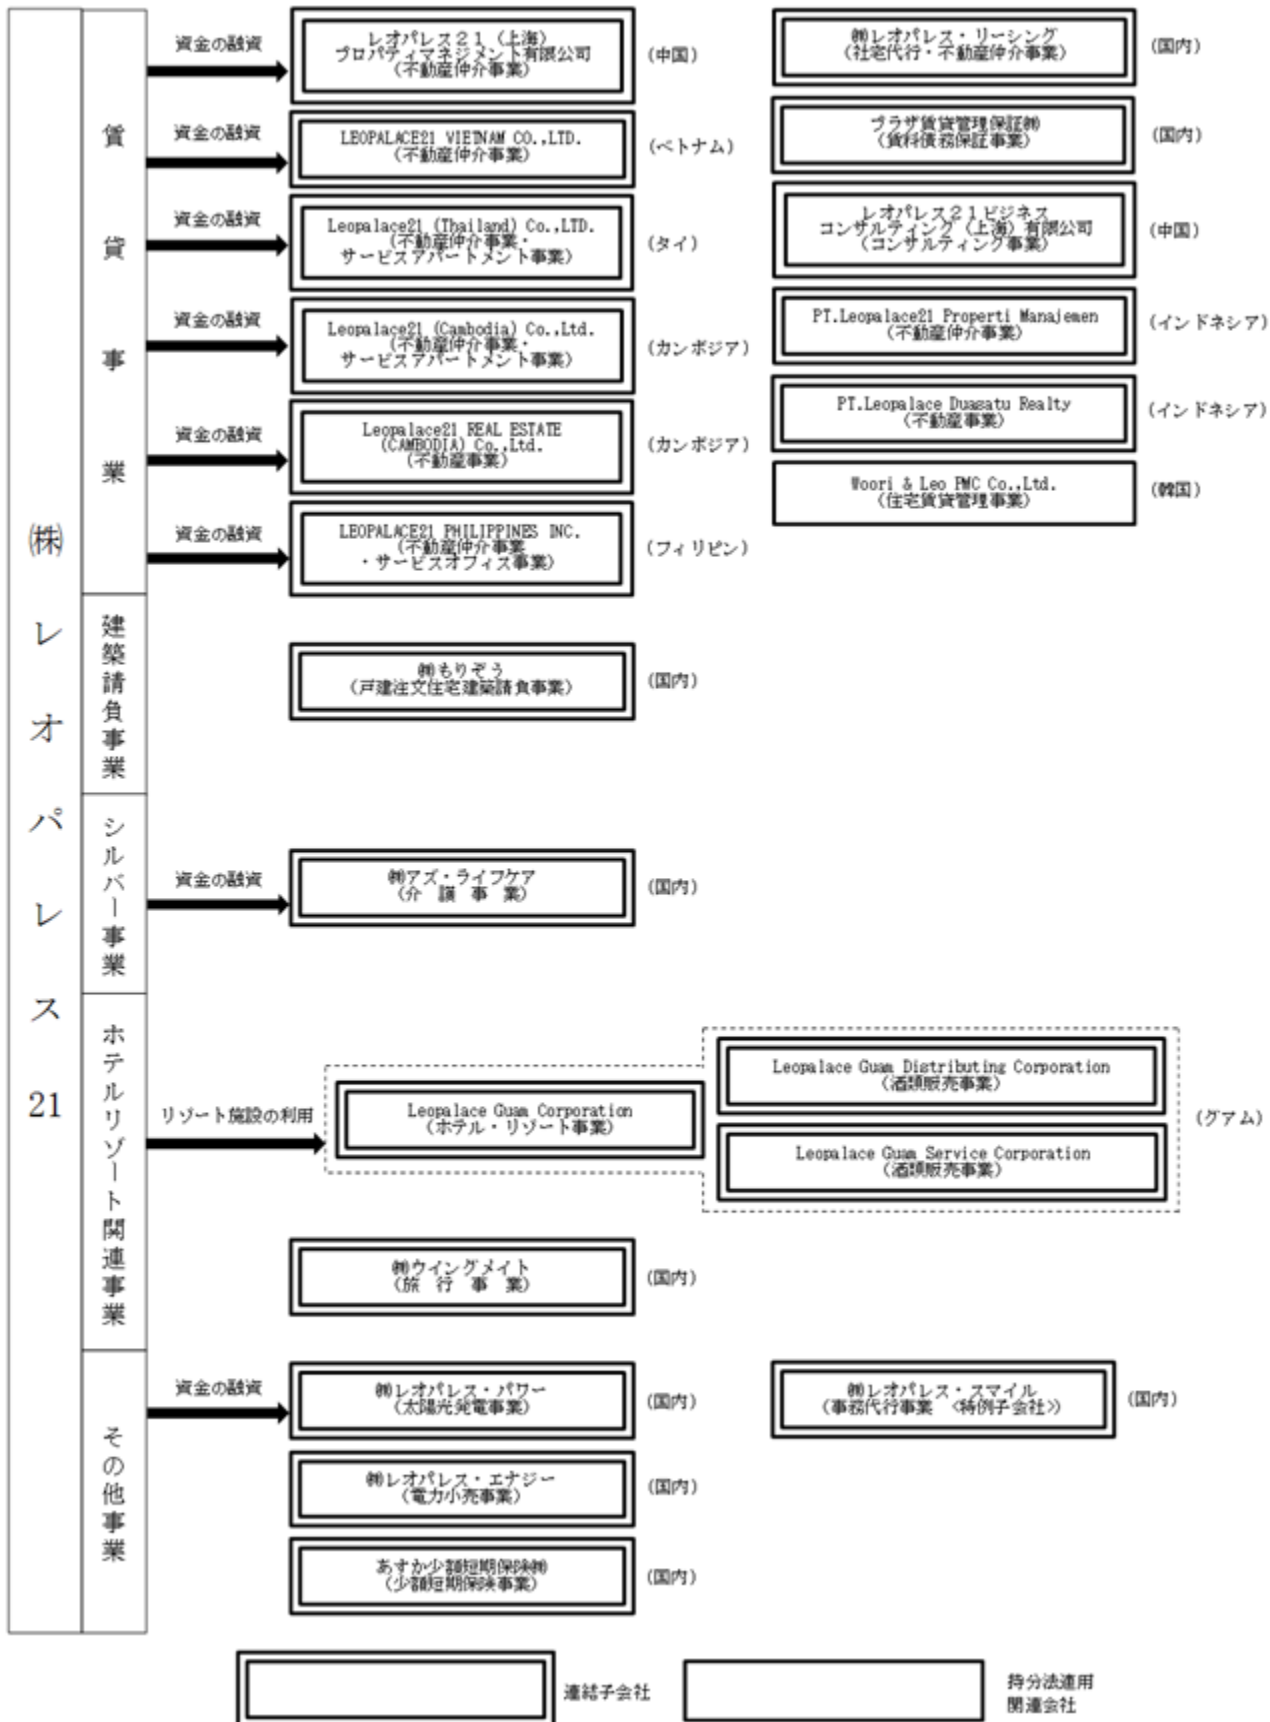 ㈱レオパレス21
賃貸事業
資金の融資
レオパレス21（上海）
プロパティマネジメント有限公司
（不動産仲介事業）
（中国）
㈱レオパレス・リーシング
（社宅代行・不動産仲介事業）
（国内）
資金の融資
LEOPALACE21 VIETNAM CO.,LTD.
（不動産仲介事業）
（ベトナム）
プラザ賃貸管理保証㈱
（賃料債務保証事業）
（国内）
資金の融資
Leopalace21 (Thailand) Co.,LTD.
（不動産仲介事業・
サービスアパートメント事業）
（タイ）
レオパレス21ビジネス
コンサルティング（上海）有限公司
（コンサルティング事業）
（中国）
資金の融資
Leopalace21 (Cambodia) Co.,Ltd.
（不動産仲介事業・
サービスアパートメント事業）
（カンボジア）
PT.Leopalace21 Properti Manajemen
（不動産仲介事業）
（インドネシア）
資金の融資
Leopalace21 REAL ESTATE
(CAMBODIA) Co.,Ltd.
（不動産事業）
（カンボジア）
PT.Leopalace Duasatu Realty
（不動産事業）
（インドネシア）
Woori & Leo PMC Co.,Ltd.
（住宅賃貸管理事業）
（韓国）
資金の融資
LEOPALACE21 PHILIPPINES INC.
（不動産仲介事業
・サービスオフィス事業）
（フィリピン）
建築請負事業
㈱もりぞう
（戸建注文住宅建築請負事業）
（国内）
シルバー事業
資金の融資
㈱アズ・ライフケア
（介護事業）
（国内）
ホテルリゾート関連事業
リゾート施設の利用
Leopalace Guam Corporation
（ホテル・リゾート事業）
Leopalace Guam Distributing Corporation
（酒類販売事業）
Leopalace Guam Service Corporation
（酒類販売事業）
（グアム）
㈱ウイングメイト
（旅行事業）
（国内）
その他事業
資金の融資
㈱レオパレス・パワー
（太陽光発電事業）
（国内）
㈱レオパレス・スマイル
（事務代行事業 〈特例子会社〉）
（国内）
㈱レオパレス・エナジー
（電力小売事業）
（国内）
あすか少額短期保険㈱
（少額短期保険事業）
（国内）
連結子会社
持分法適用
関連会社